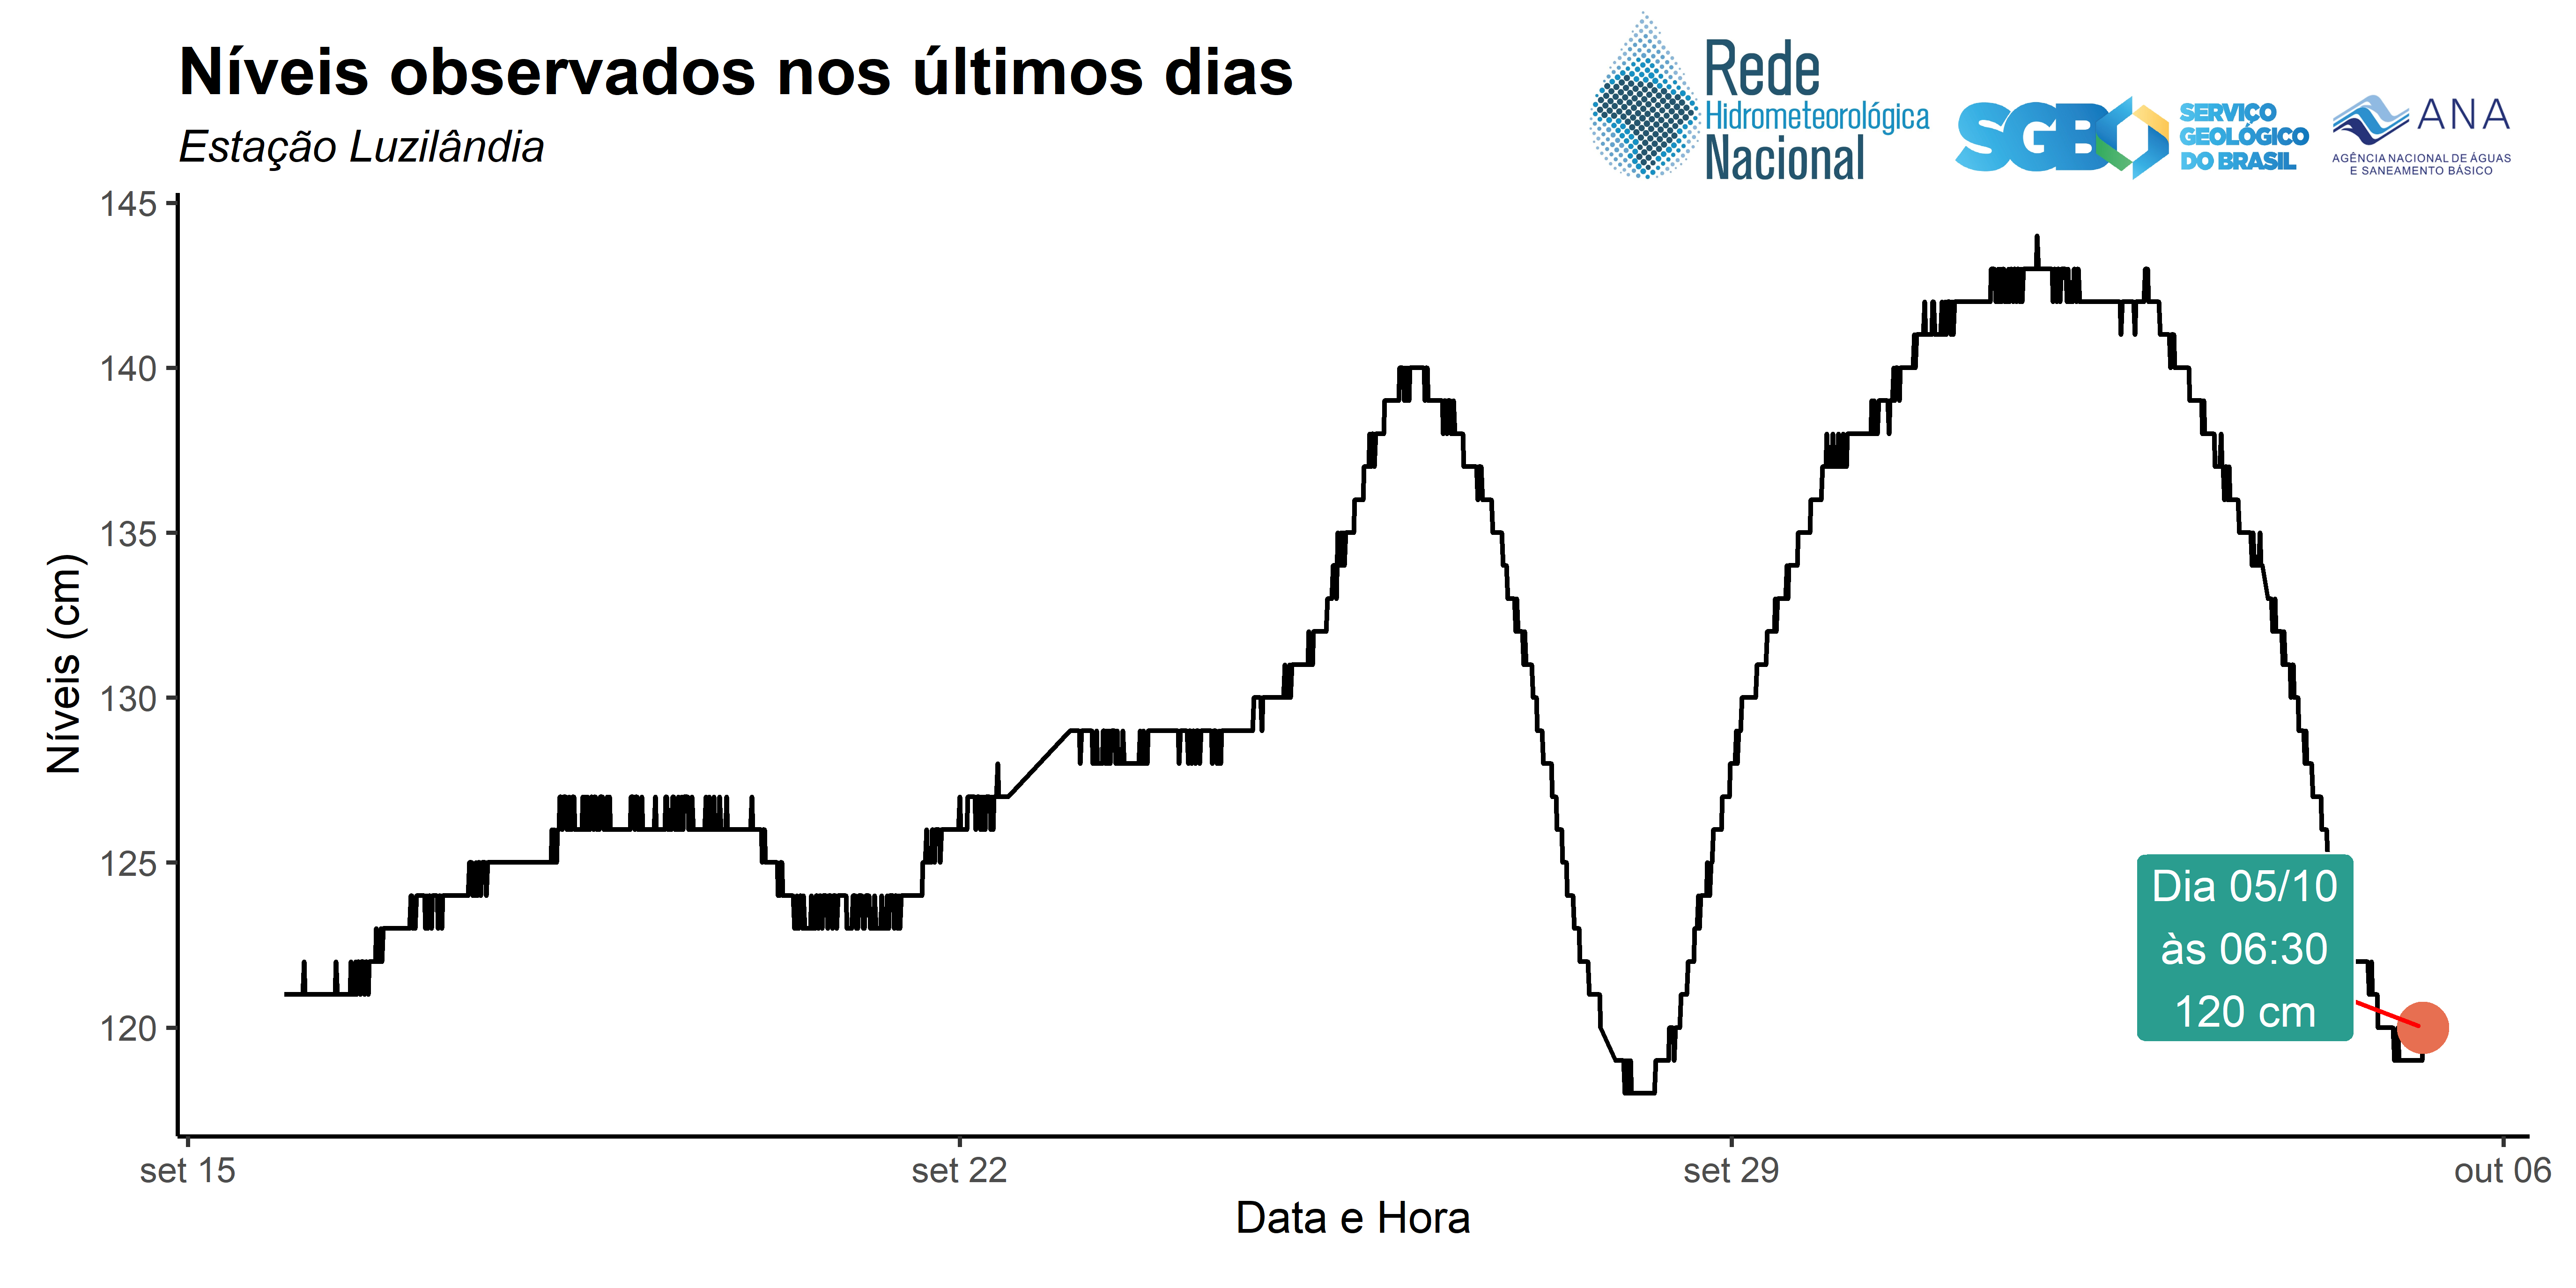 Níveis observados nos últimos dias
Estação Luzilândia
Rede
Hidrometeorológica
Nacional
SGB
SERVIÇO
GEOLÓGICO
DO BRASIL
ANA
AGÊNCIA NACIONAL DE ÁGUAS
E SANEAMENTO BÁSICO
Níveis (cm)
145
140
135
130
125
120
Dia 05/10
às 06:30
120 cm
set 15
set 22
set 29
out 06
Data e Hora